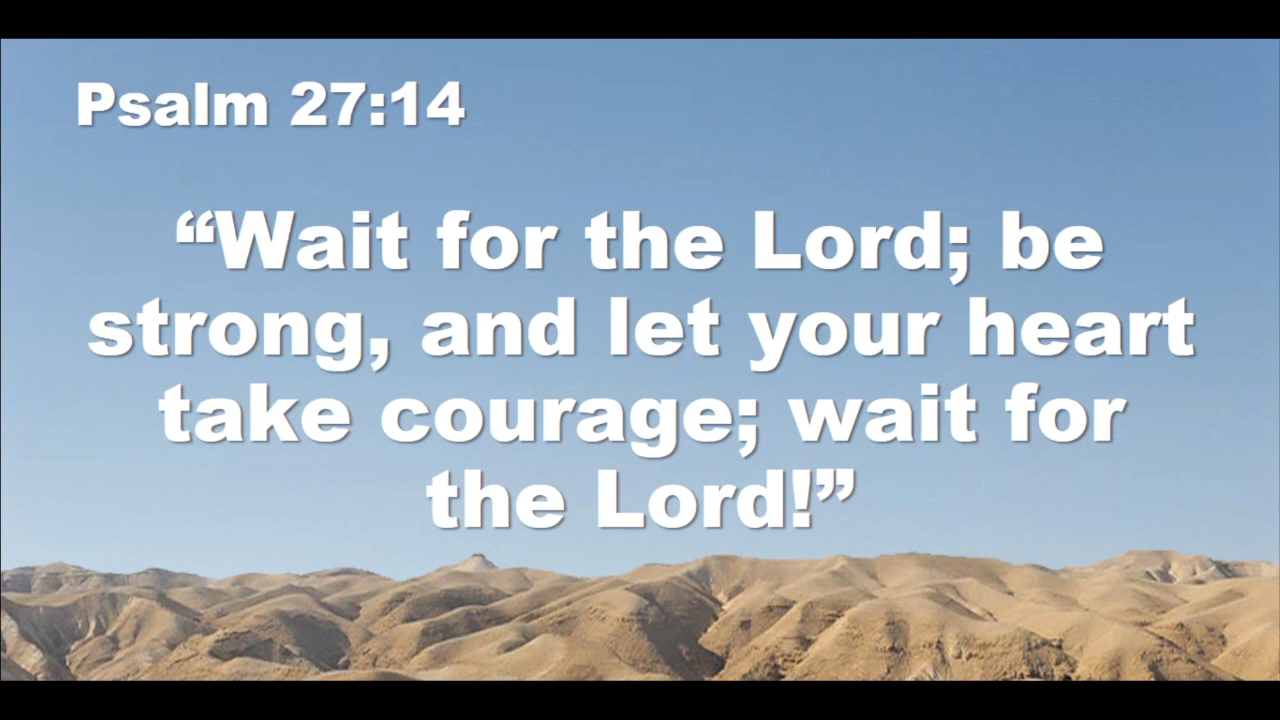 Psalm 27:14
“Wait for the Lord; be
strong, and let your heart
take courage; wait for
the Lord!”